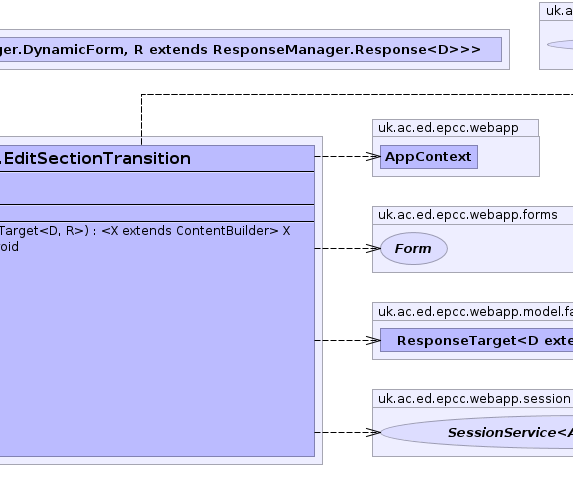 uk.a
ger.DynamicForm, R extends ResponseManager.Response<D>>>
uk.ac.ed.epcc.webapp
.EditSectionTransition
AppContext
uk.ac.ed.epcc.webapp.forms
Target<D, R>) : <X extends ContentBuilder> X
oid
Form
uk.ac.ed.epcc.webapp.model.fa
ResponseTarget<D exte
uk.ac.ed.epcc.webapp.session
SessionService<A